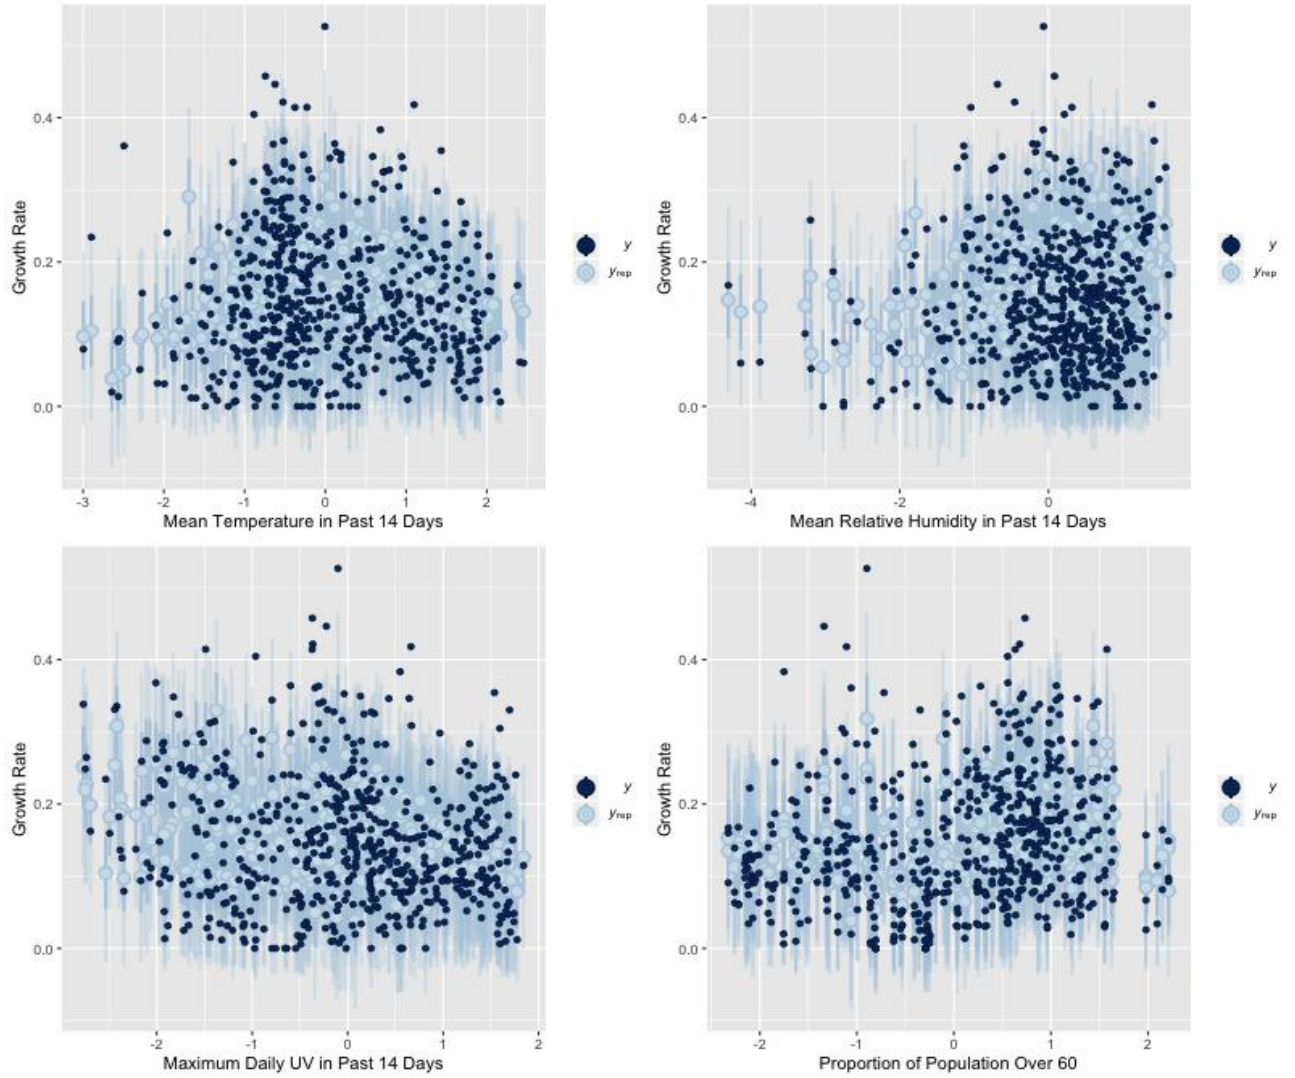 Growth Rate
0.4
0.2
0.0
-3 -2 -1 0 1 2
Mean Temperature in Past 14 Days
y
yrep
Growth Rate
0.4
0.2
0.0
-4 -2 0
Mean Relative Humidity in Past 14 Days
y
yrep
Growth Rate
0.4
0.2
0.0
-2 -1 0 1 2
Maximum Daily UV in Past 14 Days
y
yrep
Growth Rate
0.4
0.2
0.0
-2 -1 0 1 2
Proportion of Population Over 60
y
yrep